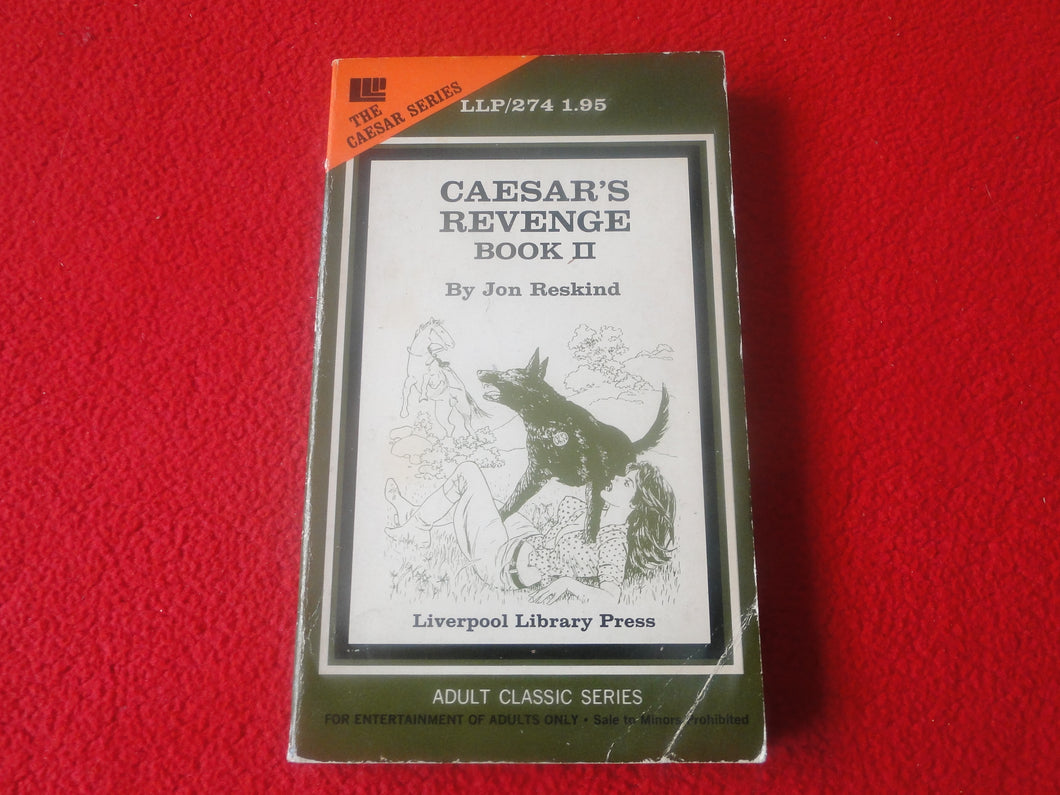 LLP
THE
CAESAR SERIES
LLP/274 1.95
CAESAR'S
REVENGE
BOOK II
By Jon Reskind
Liverpool Library Press
ADULT CLASSIC SERIES
FOR ENTERTAINMENT OF ADULTS ONLY • Sale to Minors Prohibited